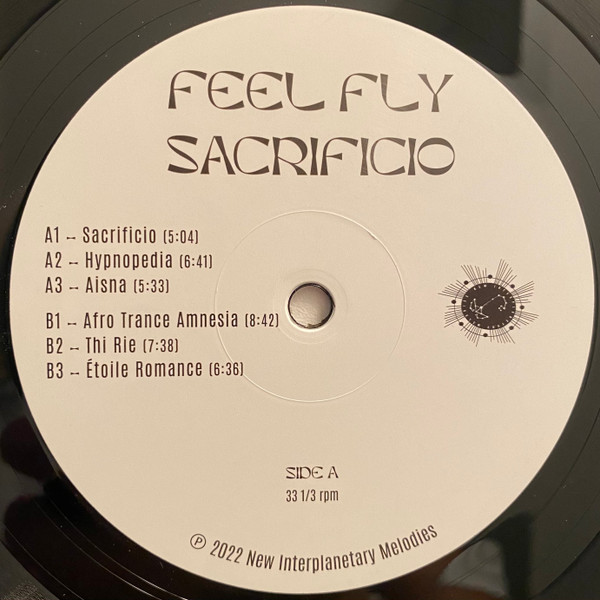 FEEL FLY
SACRIFICIO
A1 -- Sacrificio (5:04)
A2 -- Hypnopedia (6:41)
A3 -- Aisna (5:33)
B1 -- Afro Trance Amnesia (8:42)
B2 -- Thi Rie (7:38)
B3 -- Étoile Romance (6:36)
SIDE A
33 1/3 rpm
℗ 2022 New Interplanetary Melodies